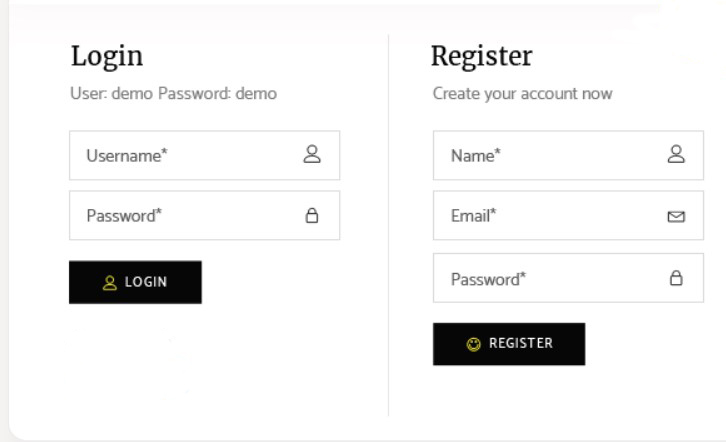 Login
User: demo Password: demo
Username*
Password*
LOGIN
Register
Create your account now
Name*
Email*
Password*
REGISTER